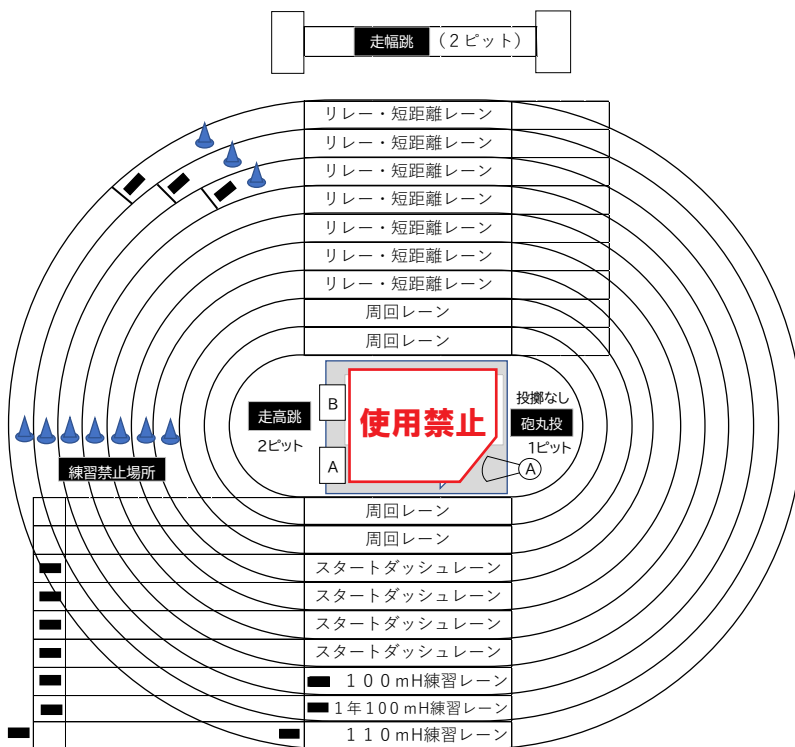 走幅跳 (２ピット)
リレー・短距離レーン
リレー・短距離レーン
リレー・短距離レーン
リレー・短距離レーン
リレー・短距離レーン
リレー・短距離レーン
リレー・短距離レーン
周回レーン
周回レーン
走高跳
2ピット
B
A
使用禁止
投擲なし
砲丸投
1ピット
A
練習禁止場所
周回レーン
周回レーン
スタートダッシュレーン
スタートダッシュレーン
スタートダッシュレーン
スタートダッシュレーン
１００mH練習レーン
1年100mH練習レーン
110mH練習レーン